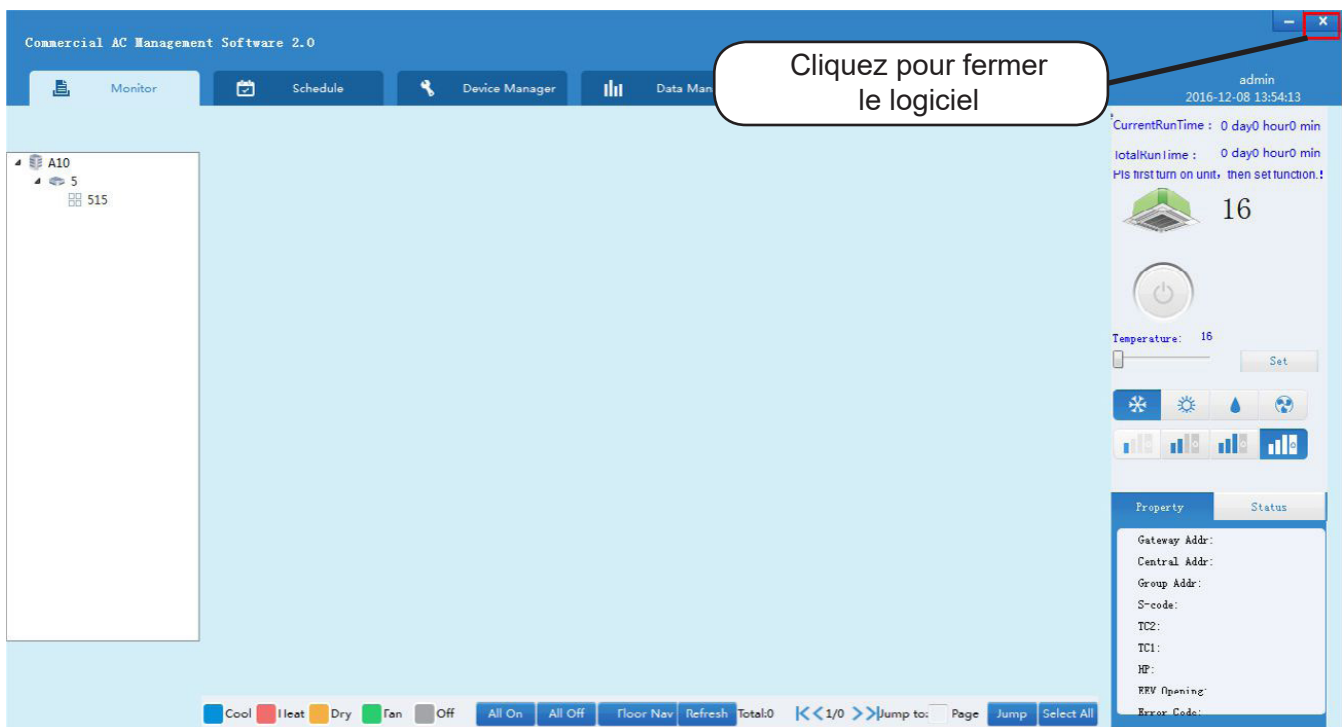 Commercial AC Management Software 2.0
Cliquez pour fermer
le logiciel
Monitor
Schedule
Device Manager
Data Man
admin
2016-12-08 13:54:13
CurrentRunTime : 0 day0 hour0 min
TotalRunTime : 0 day0 hour0 min
Pls first turn on unit, then set function.!
16
A10
5
515
Temperature: 16
Set
Property
Status
Gateway Addr:
Central Addr:
Group Addr:
S-code:
TC2:
TC1:
HP:
EEV Opening:
Error Code:
Cool Heat Dry Fan Off All On All Off Floor Nav Refresh Total:0 1/0 Jump to: Page Jump Select All